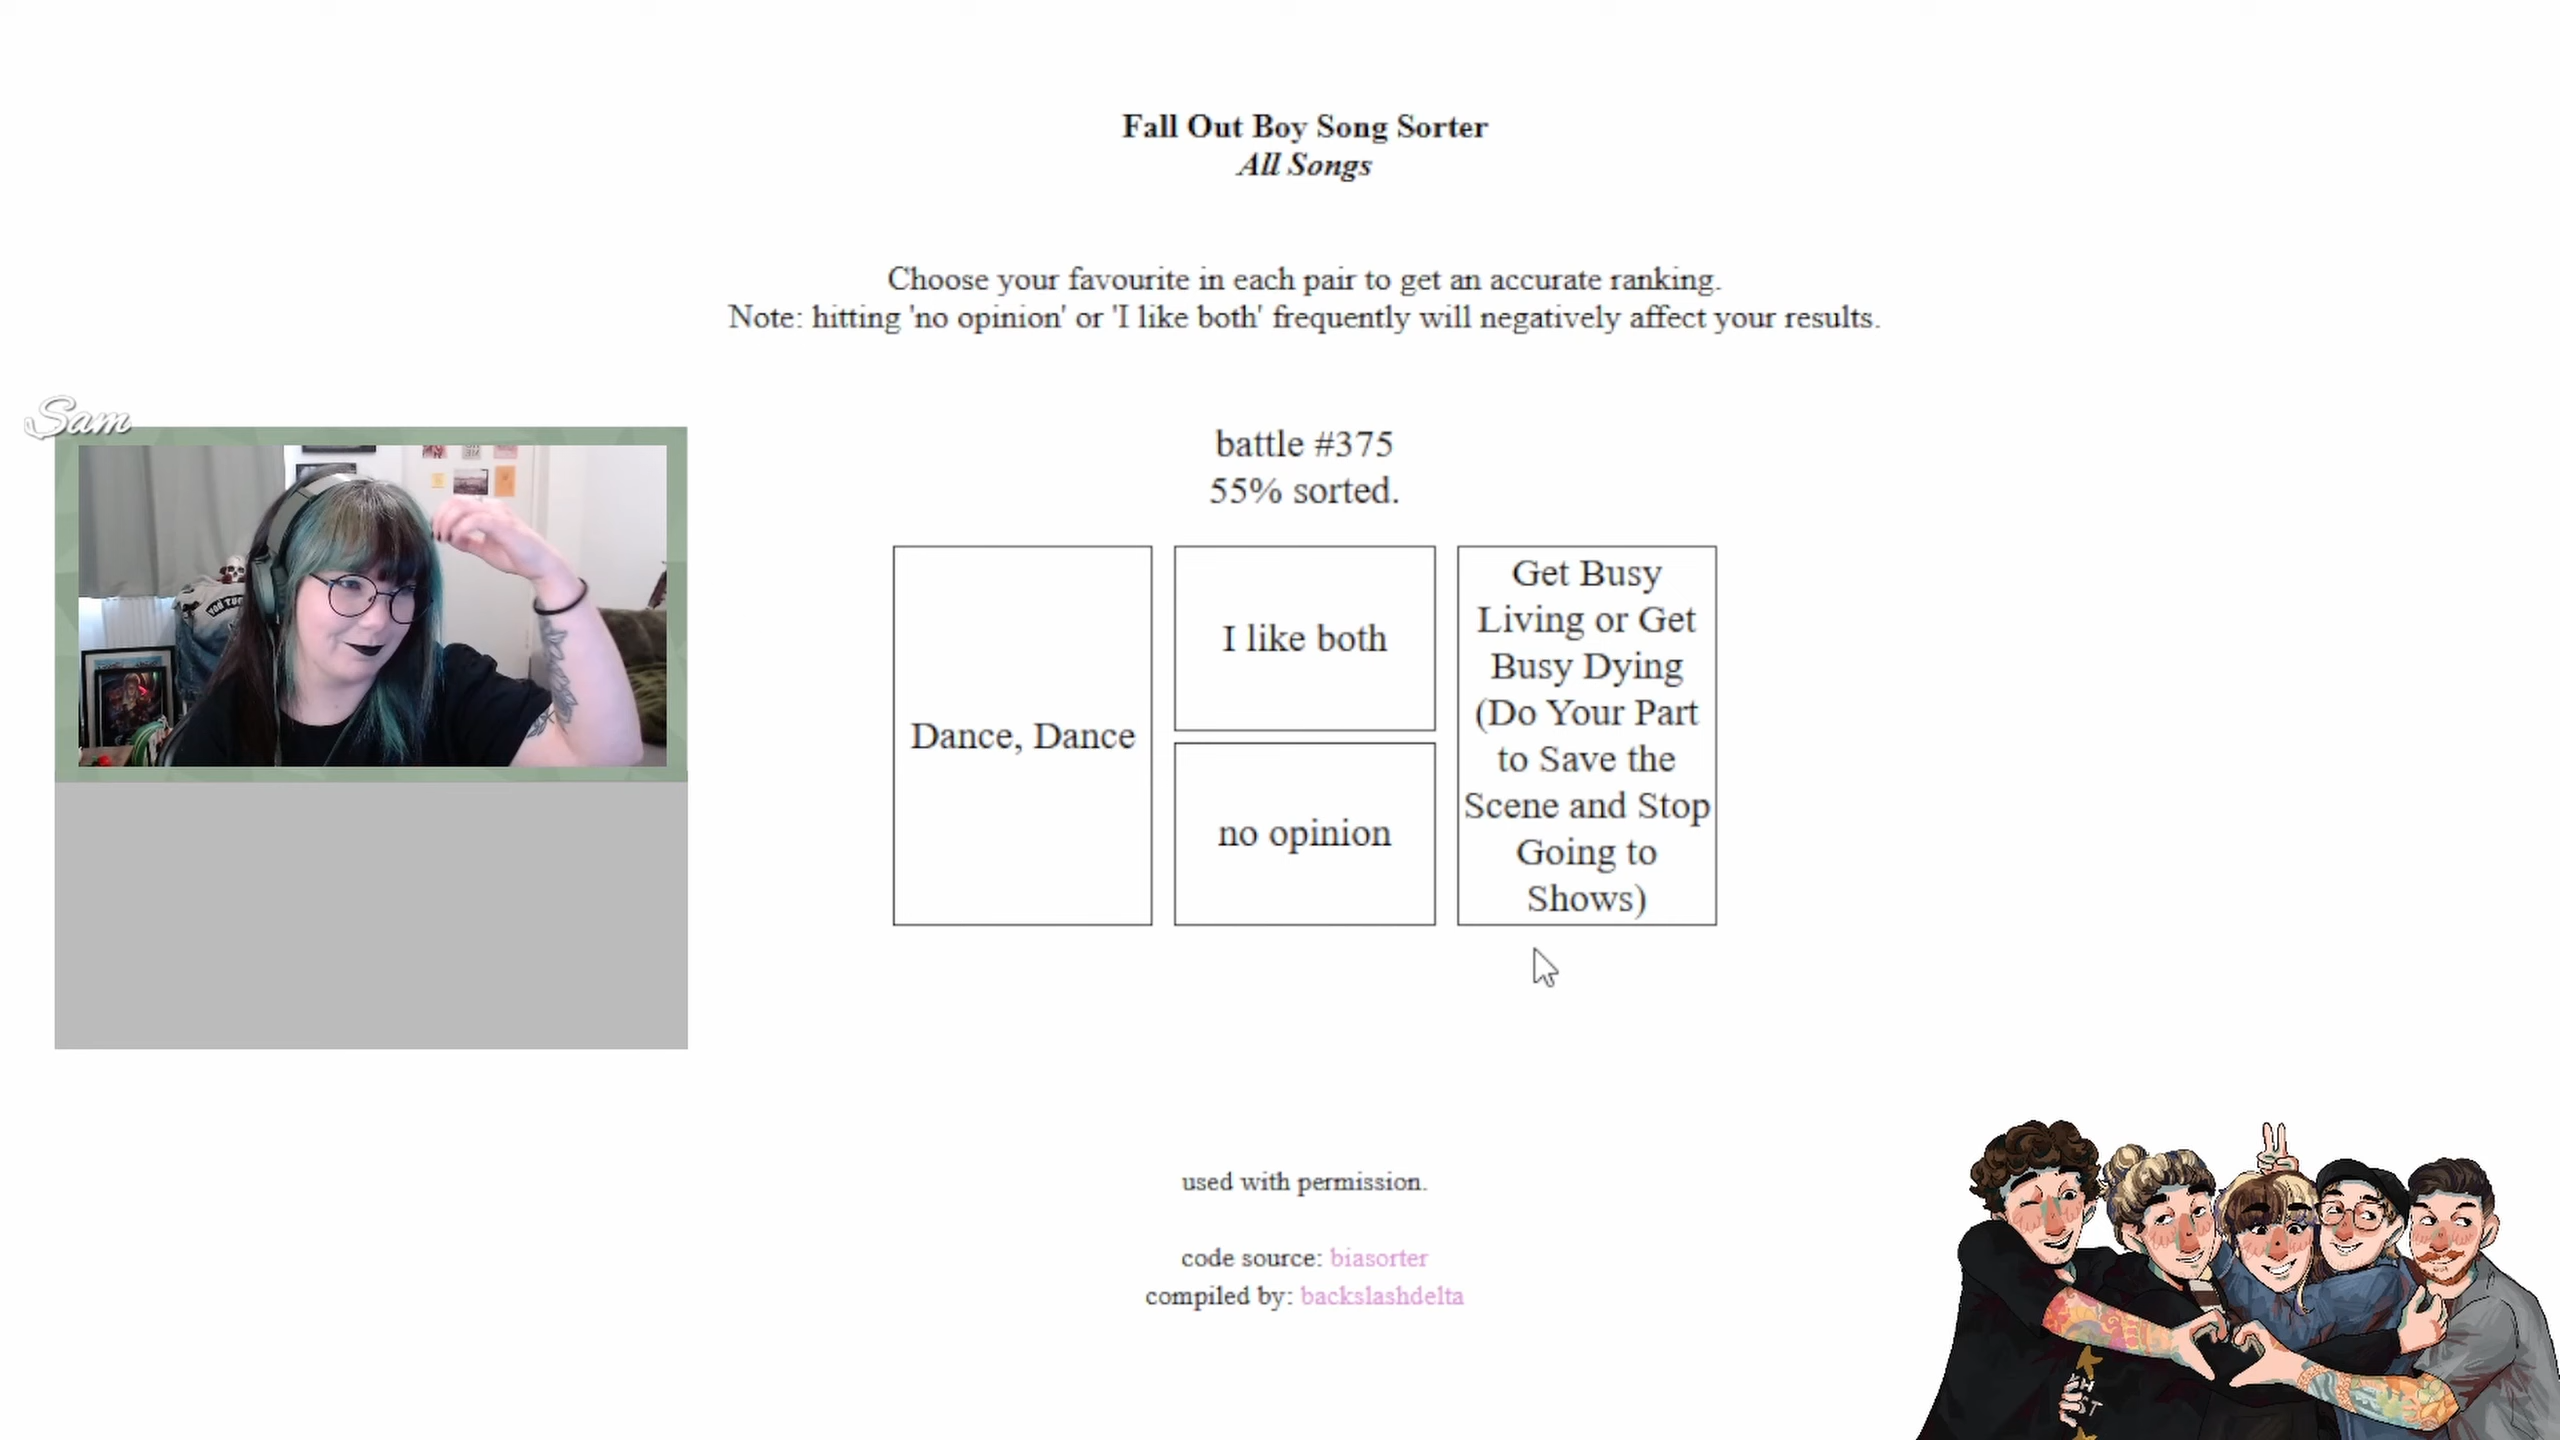 Fall Out Boy Song Sorter
All Songs
Choose your favourite in each pair to get an accurate ranking.
Note: hitting 'no opinion' or 'I like both' frequently will negatively affect your results.
Sam
battle #375
55% sorted.
Dance, Dance
I like both
no opinion
Get Busy
Living or Get
Busy Dying
(Do Your Part
to Save the
Scene and Stop
Going to
Shows)
used with permission.
code source: biasorter
compiled by: backslashdelta